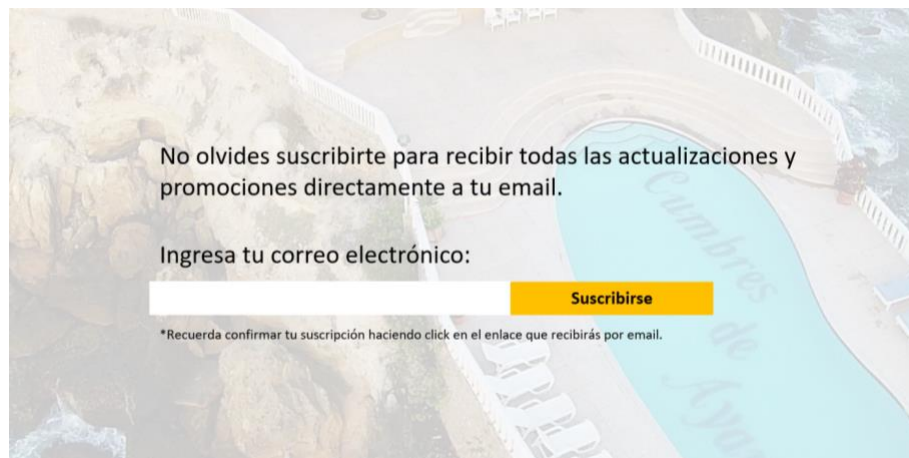 No olvides suscribirte para recibir todas las actualizaciones y
promociones directamente a tu email.
Ingresa tu correo electrónico:
Suscribirse
*Recuerda confirmar tu suscripción haciendo click en el enlace que recibirás por email.
Cumbres
de